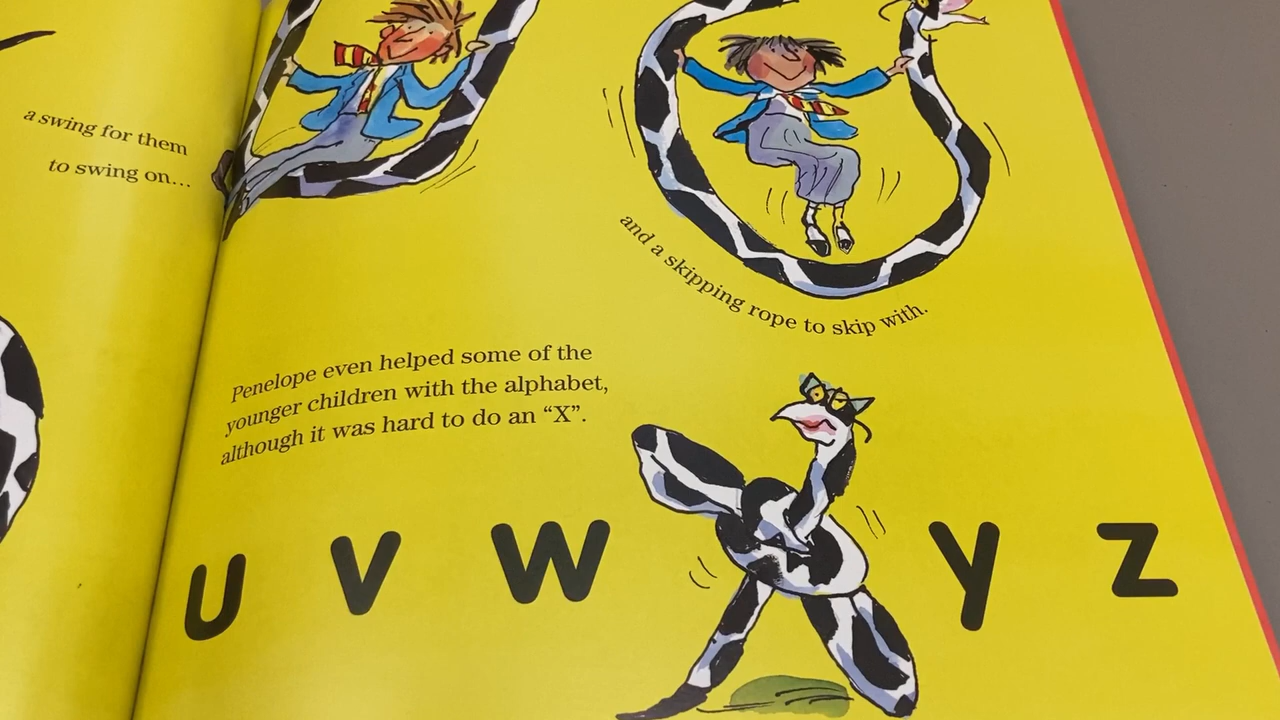 a swing for them
to swing on...
and a skipping rope to skip with.
Penelope even helped some of the
younger children with the alphabet,
although it was hard to do an “X”.
U V W Y Z